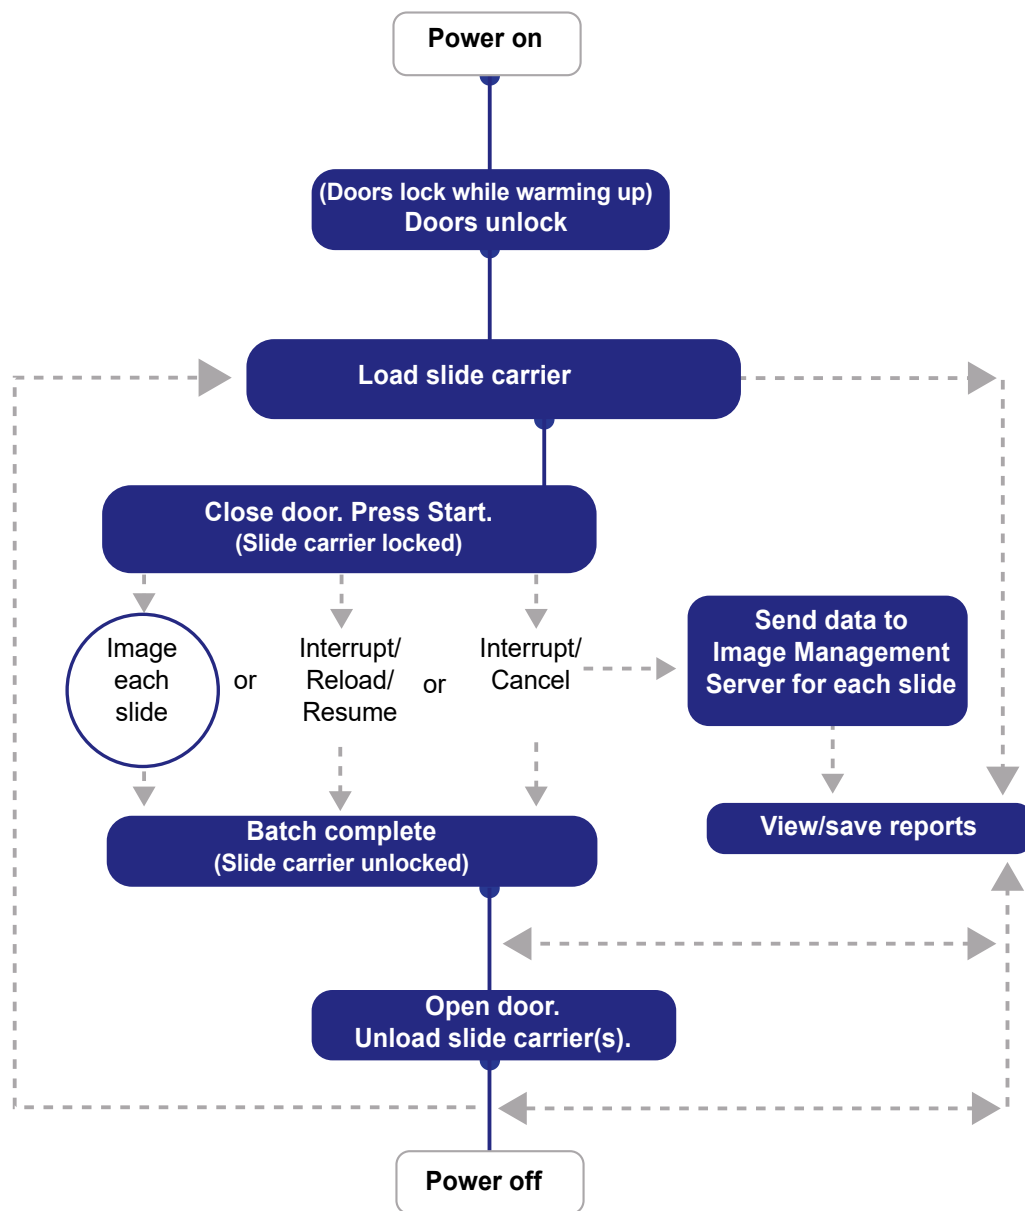 Power on
(Doors lock while warming up)
Doors unlock
Load slide carrier
Close door. Press Start.
(Slide carrier locked)
Image
each
slide
or
Interrupt/
Reload/
Resume
or
Interrupt/
Cancel
Send data to
Image Management
Server for each slide
Batch complete
(Slide carrier unlocked)
View/save reports
Open door.
Unload slide carrier(s).
Power off